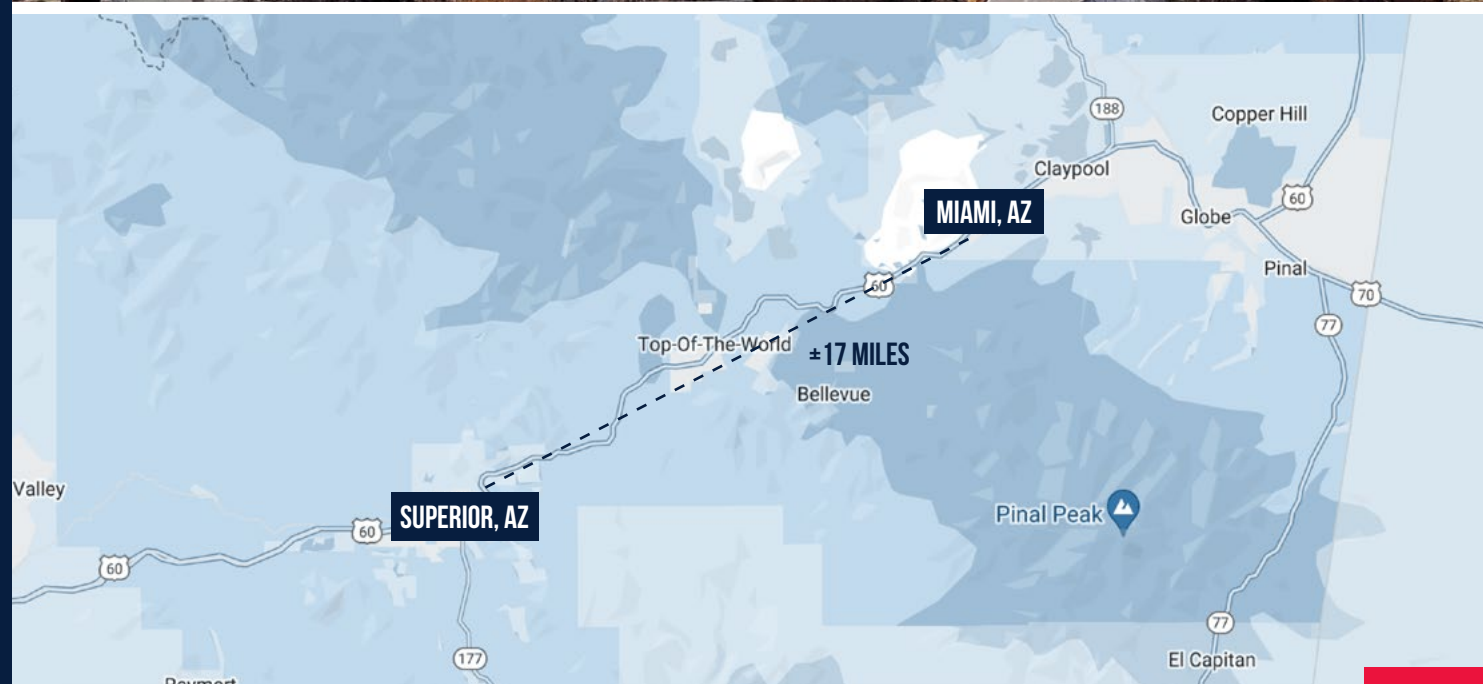 188
Copper Hill
Claypool
MIAMI, AZ
60
Globe
Pinal
60
70
77
Top-Of-The-World
±17 MILES
Bellevue
Valley
SUPERIOR, AZ
60
Pinal Peak
60
77
177
El Capitan